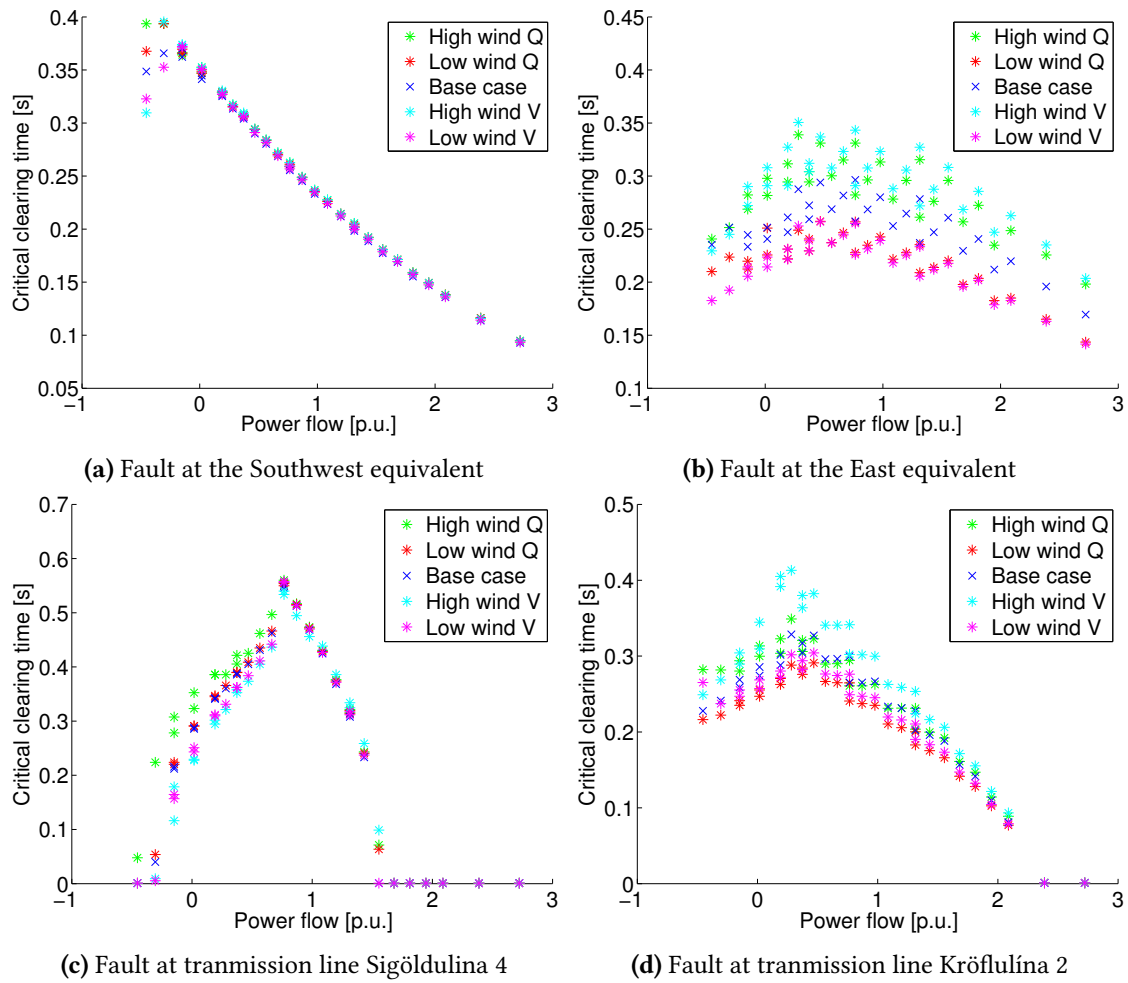 0.4
0.35
0.3
0.25
0.2
0.15
0.1
0.05
Critical clearing time [s]
−1
0
1
2
3
Power flow [p.u.]
High wind Q
Low wind Q
Base case
High wind V
Low wind V
(a) Fault at the Southwest equivalent
0.45
0.4
0.35
0.3
0.25
0.2
0.15
0.1
Critical clearing time [s]
−1
0
1
2
3
Power flow [p.u.]
High wind Q
Low wind Q
Base case
High wind V
Low wind V
(b) Fault at the East equivalent
0.7
0.6
0.5
0.4
0.3
0.2
0.1
0
Critical clearing time [s]
−1
0
1
2
3
Power flow [p.u.]
High wind Q
Low wind Q
Base case
High wind V
Low wind V
(c) Fault at tranmission line Sigöldulina 4
0.5
0.4
0.3
0.2
0.1
0
Critical clearing time [s]
−1
0
1
2
3
Power flow [p.u.]
High wind Q
Low wind Q
Base case
High wind V
Low wind V
(d) Fault at tranmission line Kröflulína 2